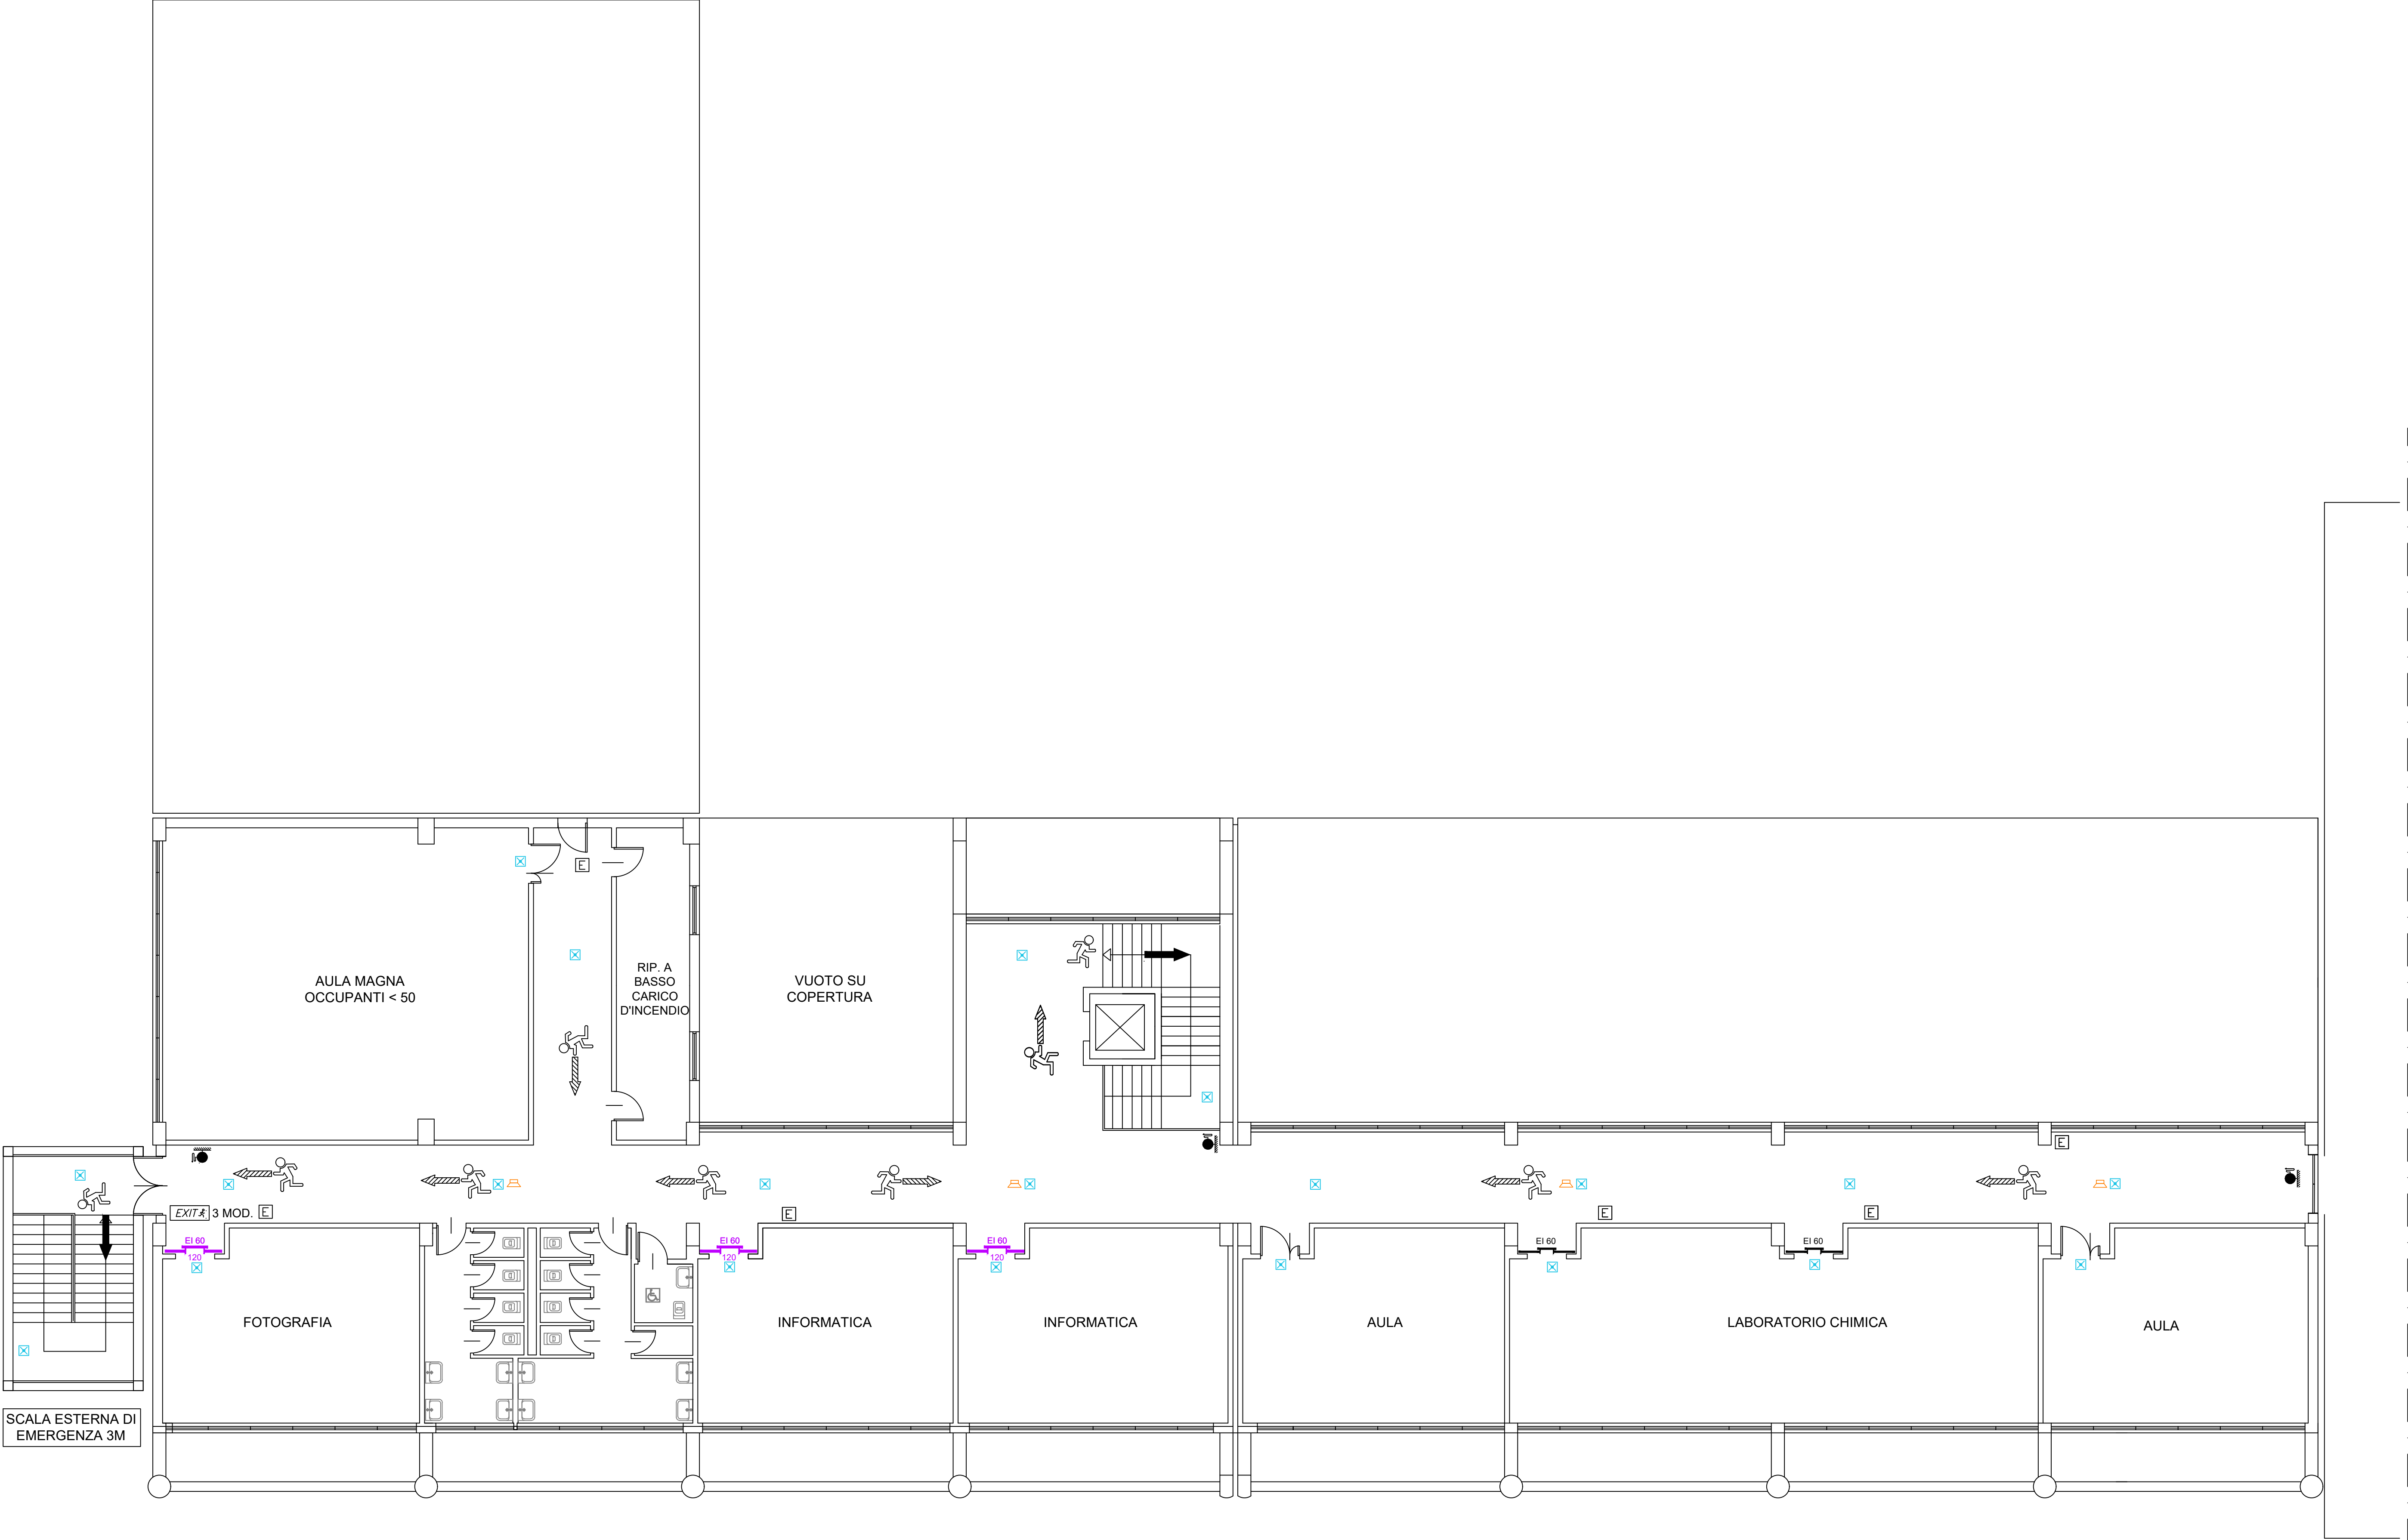 E
AULA MAGNA
OCCUPANTI < 50
RIP. A
BASSO
CARICO
D'INCENDIO
VUOTO SU
COPERTURA
E
EXIT 3 MOD. E
E
E
E
EI 60
120
EI 60
120
EI 60
120
EI 60
EI 60
FOTOGRAFIA
INFORMATICA
INFORMATICA
AULA
LABORATORIO CHIMICA
AULA
SCALA ESTERNA DI
EMERGENZA 3M